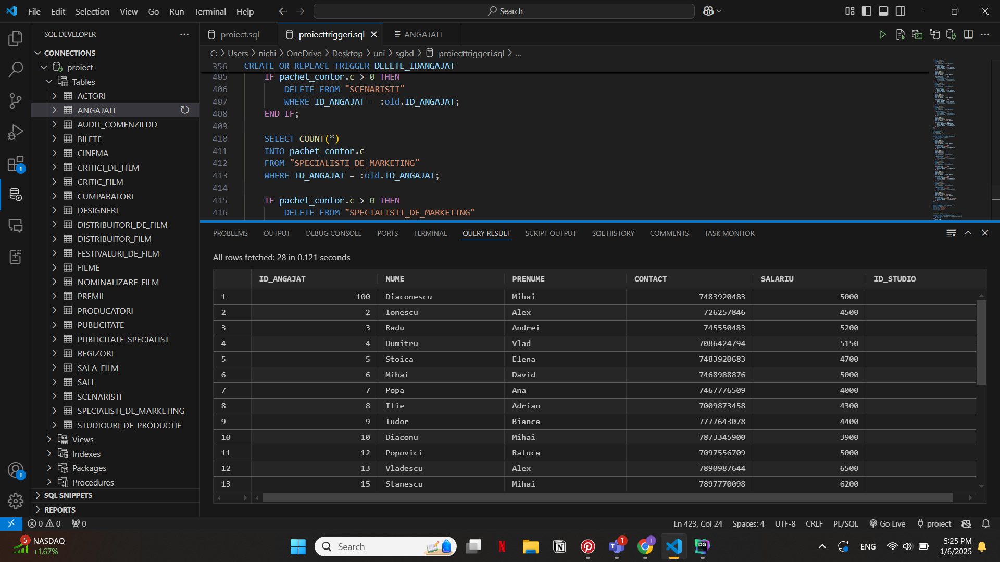 File Edit Selection View Go Run Terminal Help
Search
SQL DEVELOPER
proiect.sql
proiecttriggeri.sql
ANGAJATI
C: > Users > nichi > OneDrive > Desktop > uni > sgbd > proiecttriggeri.sql > ...
CONNECTIONS
proiect
Tables
ACTORI
ANGAJATI
AUDIT_COMENZILDD
BILETE
CINEMA
CRITICI_DE_FILM
CRITIC_FILM
CUMPARATORI
DESIGNERI
DISTRIBUITORI_DE_FILM
DISTRIBUITOR_FILM
FESTIVALURI_DE_FILM
FILME
NOMINALIZARE_FILM
PREMII
PRODUCATORI
PUBLICITATE
PUBLICITATE_SPECIALIST
REGIZORI
SALA_FILM
SALI
SCENARISTI
SPECIALISTI_DE_MARKETING
STUDIOURI_DE_PRODUCTIE
Views
Indexes
Packages
Procedures
SQL SNIPPETS
REPORTS
1
1
356 CREATE OR REPLACE TRIGGER DELETE_IDANGAJAT
405 IF pachet_contor.c > 0 THEN
406 DELETE FROM "SCENARISTI"
407 WHERE ID_ANGAJAT = :old.ID_ANGAJAT;
408 END IF;
409
410 SELECT COUNT(*)
411 INTO pachet_contor.c
412 FROM "SPECIALISTI_DE_MARKETING"
413 WHERE ID_ANGAJAT = :old.ID_ANGAJAT;
414
415 IF pachet_contor.c > 0 THEN
416 DELETE FROM "SPECIALISTI_DE_MARKETING"
PROBLEMS OUTPUT DEBUG CONSOLE PORTS TERMINAL QUERY RESULT SCRIPT OUTPUT SQL HISTORY COMMENTS TASK MONITOR
All rows fetched: 28 in 0.121 seconds
ID_ANGAJAT NUME PRENUME CONTACT SALARIU ID_STUDIO
1 100 Diaconescu Mihai 7483920483 5000
2 2 Ionescu Alex 726257846 4500
3 3 Radu Andrei 745550483 5200
4 4 Dumitru Vlad 7086424794 5150
5 5 Stoica Elena 7483920683 4700
6 6 Mihai David 7468988876 5000
7 7 Popa Ana 7467776509 4000
8 8 Ilie Adrian 7009873458 4300
9 9 Tudor Bianca 7777643078 4400
10 10 Diaconu Mihai 7873345900 3900
11 12 Popovici Raluca 7097556709 5000
12 13 Vladescu Alex 7890987644 6500
13 15 Stanescu Mihai 7897770098 6200
0 0 0 Ln 423, Col 24 Spaces: 4 UTF-8 CRLF PL/SQL Go Live proiect
5 NASDAQ
+1.67%
Search
N
1
DG
ENG
5:25 PM
1/6/2025